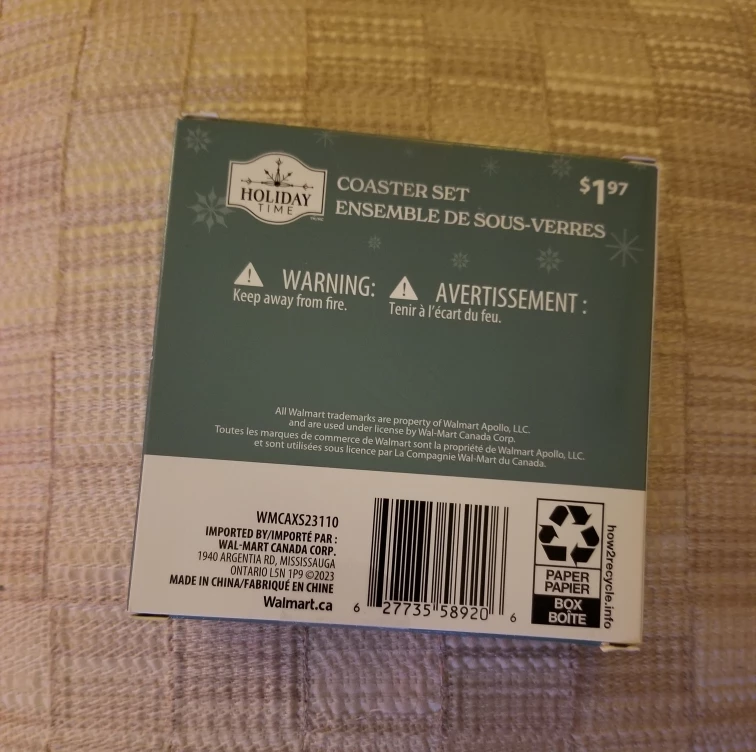 HOLIDAY
TIME
COASTER SET
ENSEMBLE DE SOUS-VERRES
$1.97
WARNING:
Keep away from fire.
AVERTISSEMENT :
Tenir à l'écart du feu.
All Walmart trademarks are property of Walmart Apollo, LLC.
and are used under license by Wal-Mart Canada Corp.
Toutes les marques de commerce de Walmart sont la propriété de Walmart Apollo, LLC.
et sont utilisées sous licence par La Compagnie Wal-Mart du Canada.
WMCAXS23110
IMPORTED BY/IMPORTÉ PAR :
WAL-MART CANADA CORP.
1940 ARGENTIA RD, MISSISSAUGA
ONTARIO L5N 1P9 ©2023
MADE IN CHINA/FABRIQUÉ EN CHINE
Walmart.ca
6 27735 58920 6
PAPER
PAPIER
BOX
BOÎTE
how2recycle.info